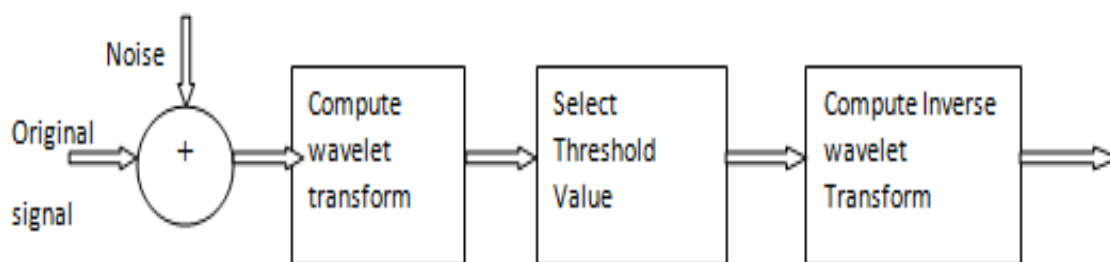 Noise
Original
signal
+
Compute
wavelet
transform
Select
Threshold
Value
Compute Inverse
wavelet
Transform